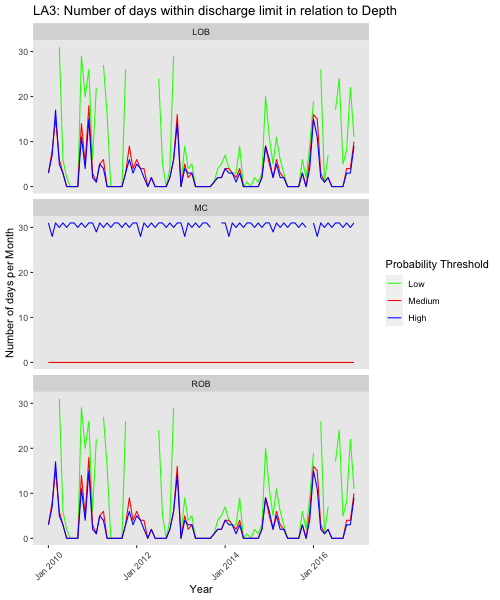 LA3: Number of days within discharge limit in relation to Depth
LOB
30
20
10
0
MC
30
20
10
0
ROB
30
20
10
0
Number of days per Month
Jan 2010
Jan 2012
Jan 2014
Jan 2016
Year
Probability Threshold
Low
Medium
High